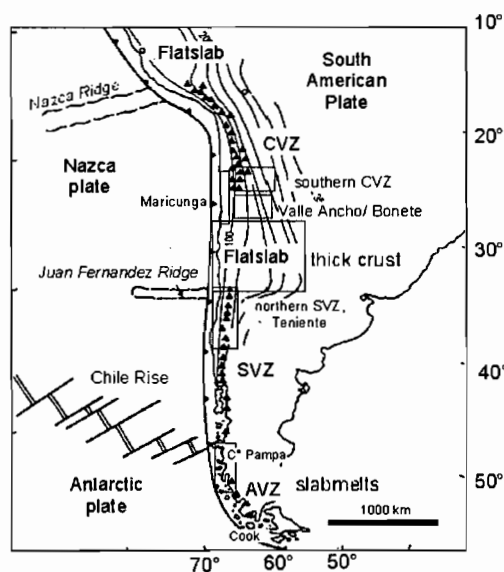 10°
Flatslab
South
American
Plate
Nazca Ridge
20°
CVZ
Nazca
plate
southern CVZ
Maricunga
Valle Ancho/ Bonete
100
30°
Flatslab
thick crust
Juan Fernandez Ridge
northern SVZ,
Teniente
SVZ
40°
Chile Rise
C° Pampa
50°
Antarctic
plate
AVZ
slabmelts
1000 km
Cook
70°
60°
50°